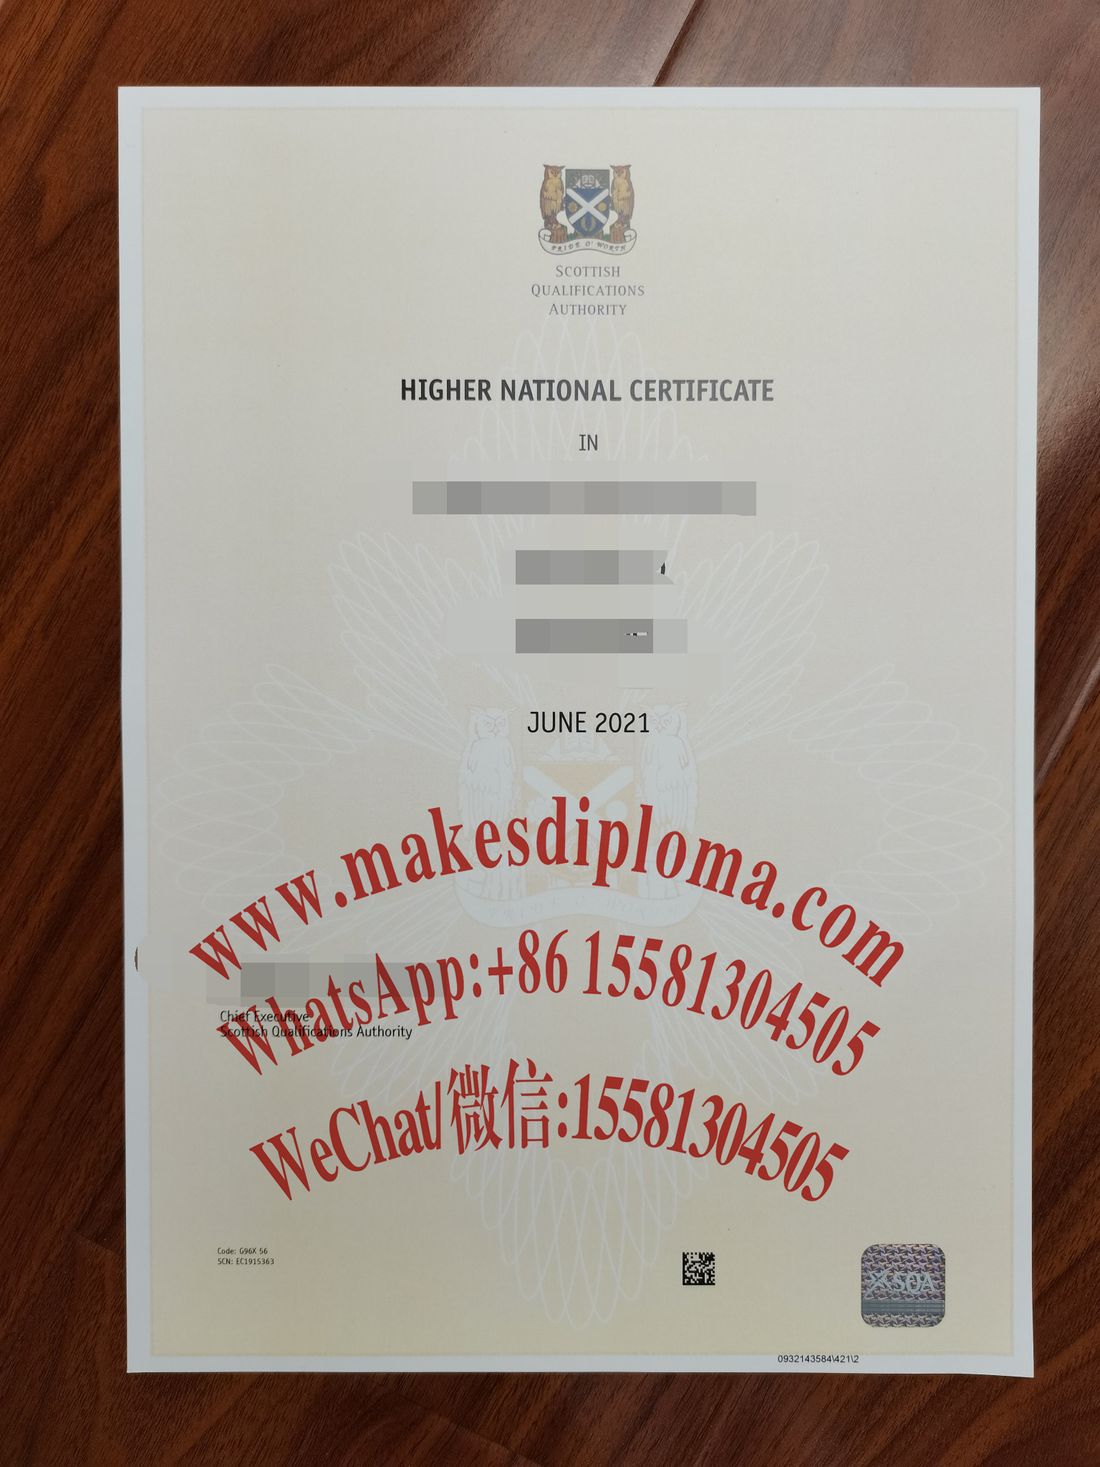 PRIDE O' WORTH
SCOTTISH
QUALIFICATIONS
AUTHORITY
HIGHER NATIONAL CERTIFICATE
IN
JUNE 2021
www.makesdiploma.com
WhatsApp:+86 15581304505
Chief Executive
Scottish Qualifications Authority
WeChat/微信:15581304505
Code: G96X 56
SCN: EC1915363
SQA
0932143584\421\2